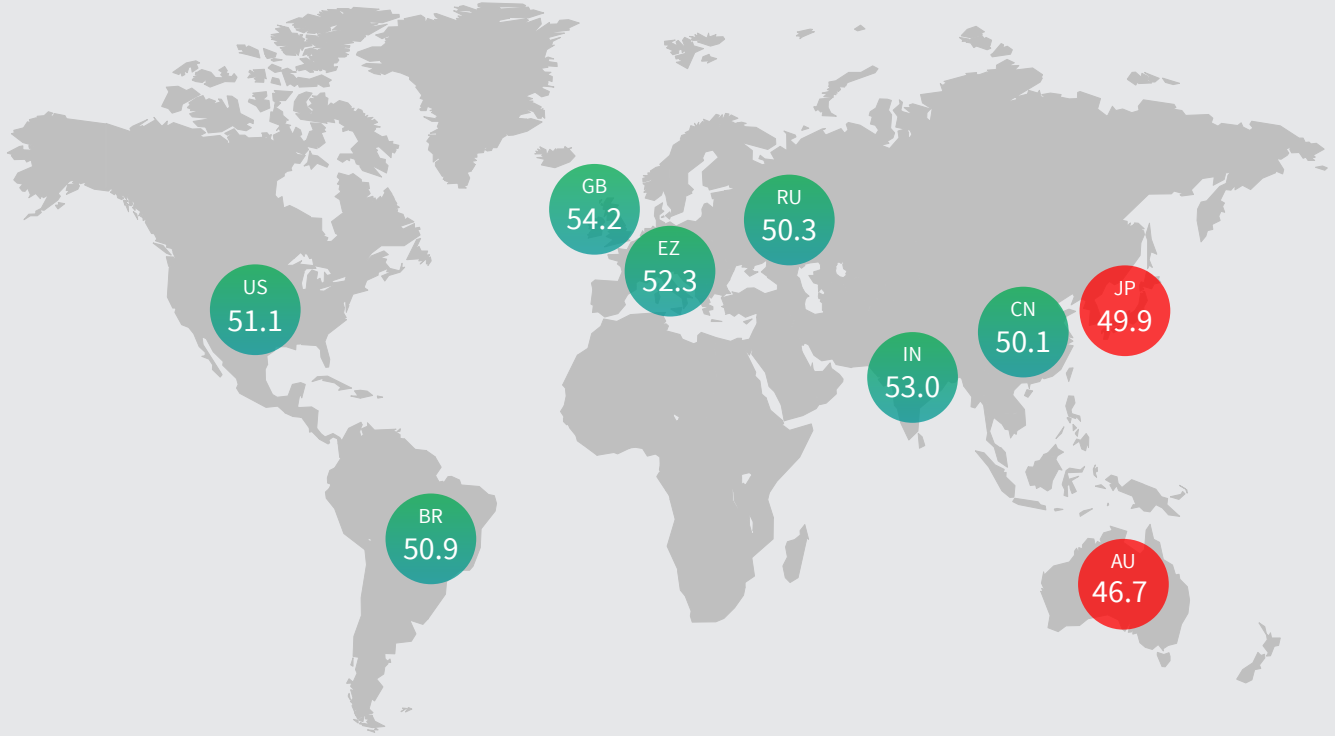 GB
54.2
RU
50.3
EZ
52.3
US
51.1
JP
49.9
CN
50.1
IN
53.0
BR
50.9
AU
46.7